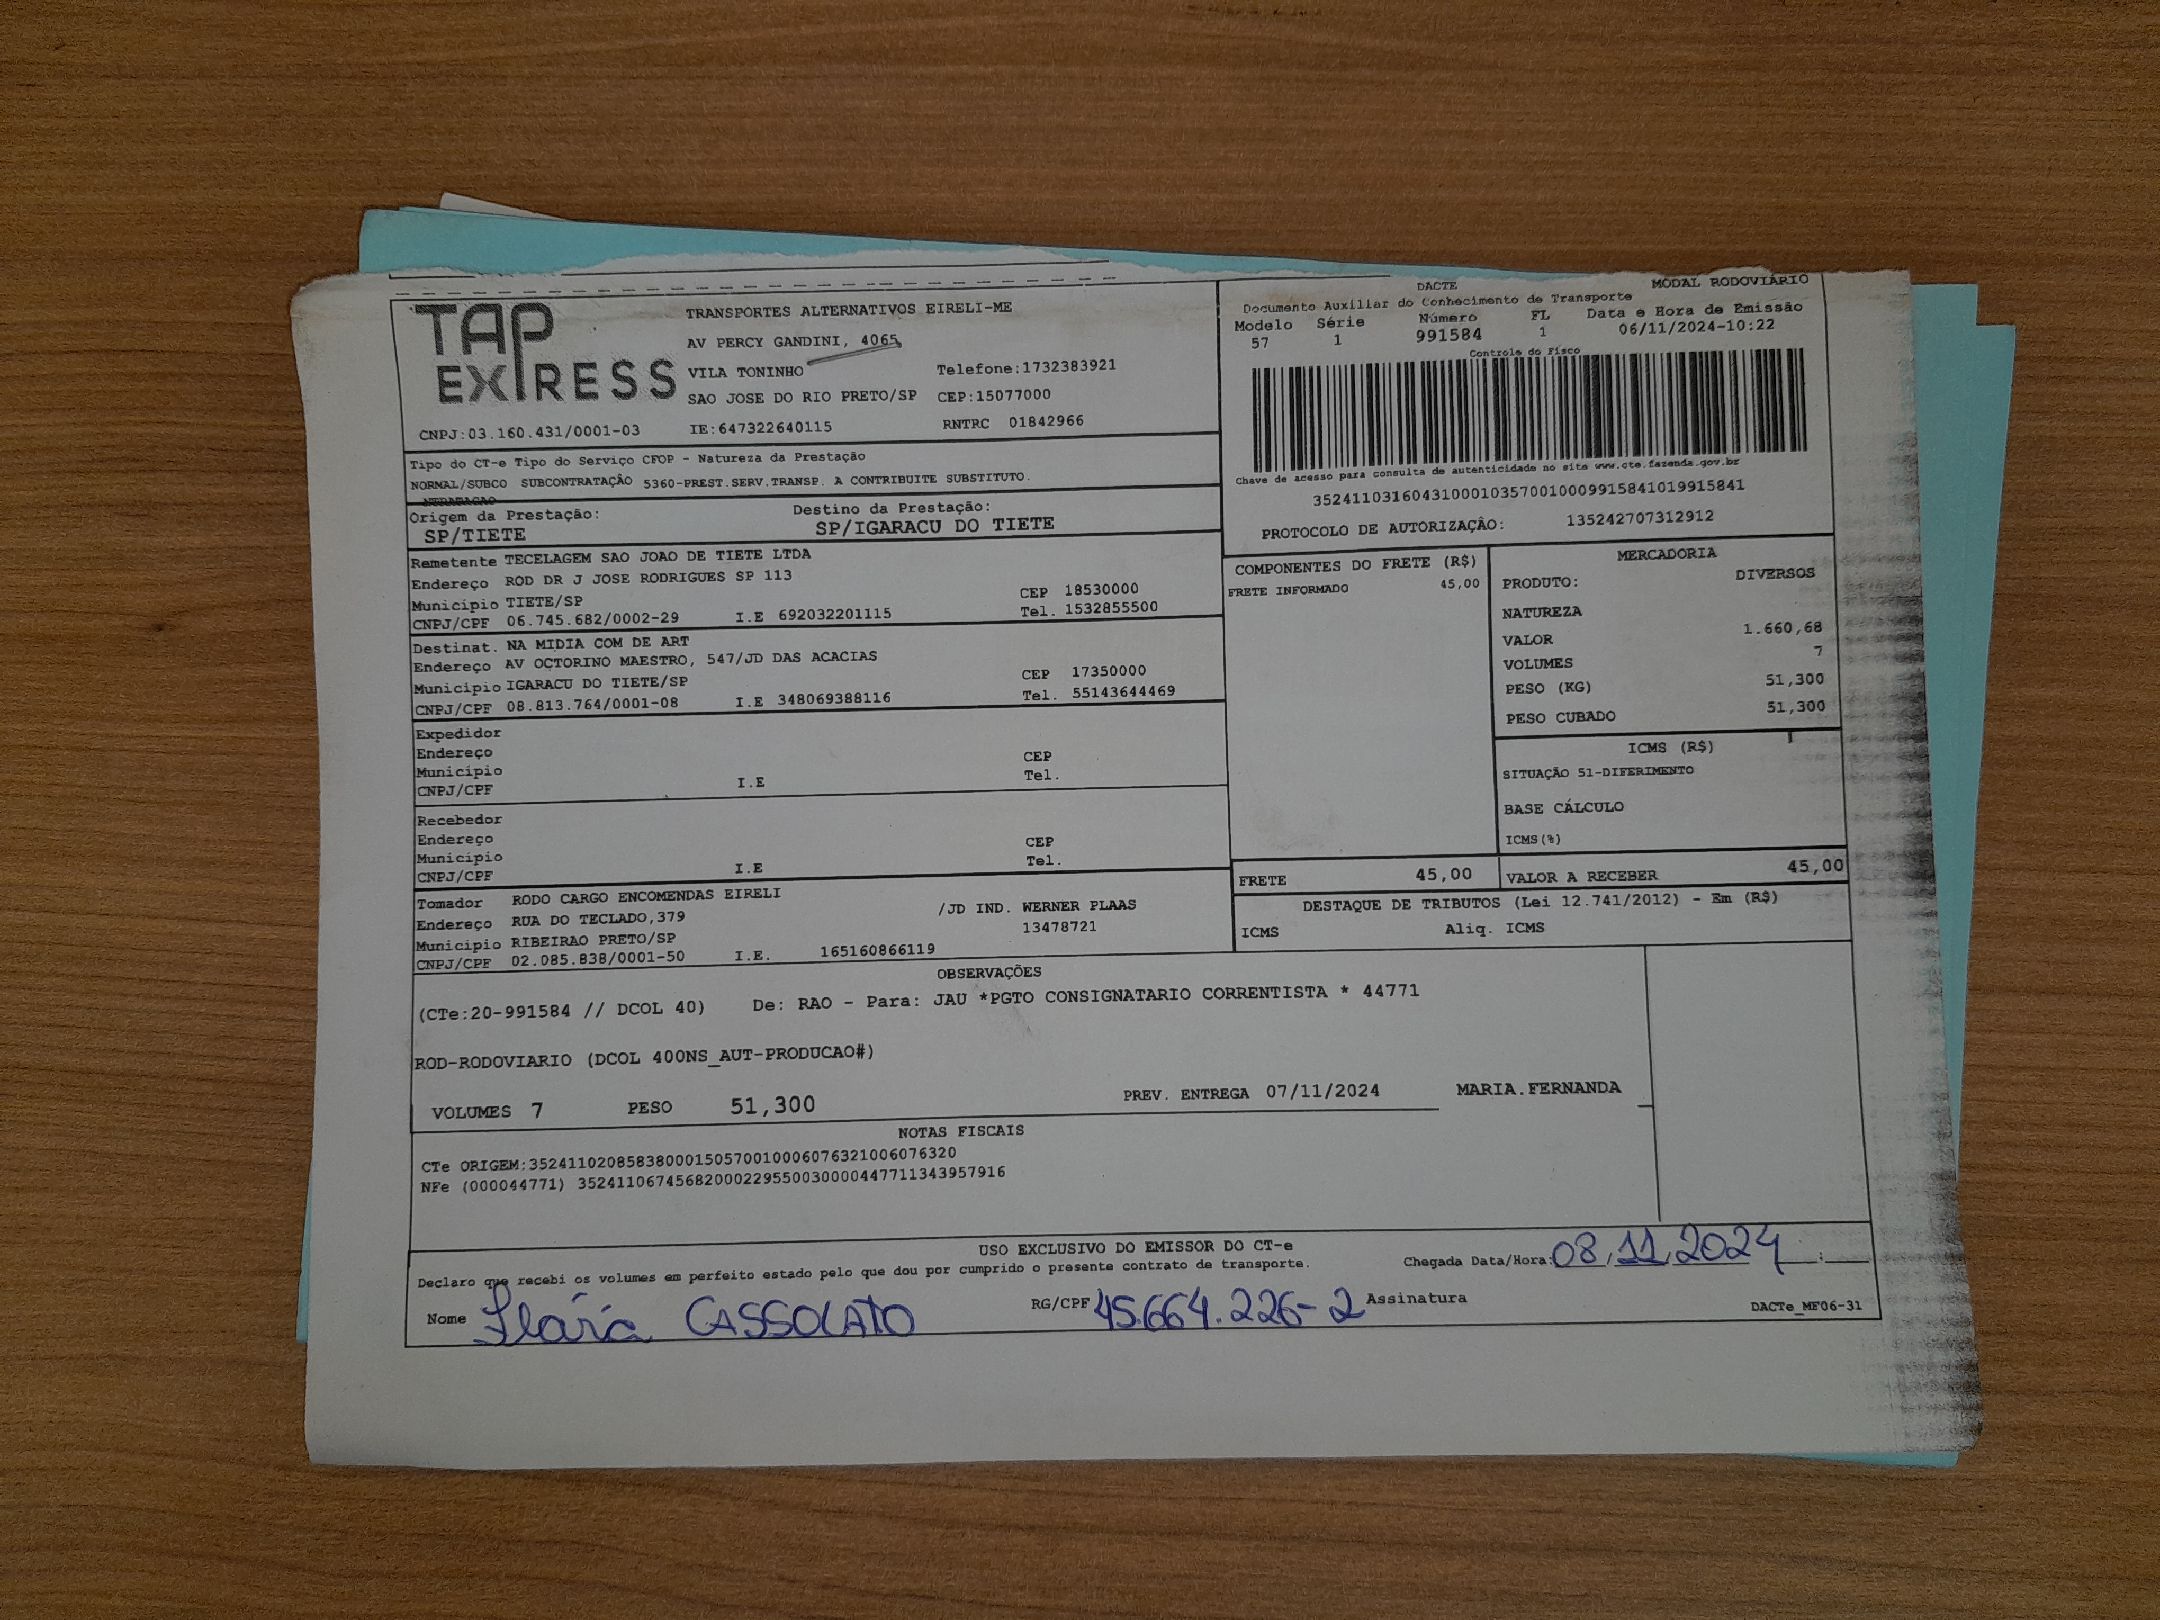 TAP EXPRESS
TRANSPORTES ALTERNATIVOS EIRELI-ME
AV PERCY GANDINI, 4065
VILA TONINHO Telefone:1732383921
SAO JOSE DO RIO PRETO/SP CEP:15077000
CNPJ:03.160.431/0001-03 IE:647322640115 RNTRC 01842966
DACTE MODAL RODOVIÁRIO
Documento Auxiliar do Conhecimento de Transporte
Modelo Série Número FL Data e Hora de Emissão
57 1 991584 1 06/11/2024-10:22
Controle do Fisco
Chave de acesso para consulta de autenticidade no site www.cte.fazenda.gov.br
35241103160431000103570010009915841019915841
PROTOCOLO DE AUTORIZAÇÃO: 135242707312912
Tipo do CT-e Tipo do Serviço CFOP - Natureza da Prestação
NORMAL/SUBCO SUBCONTRATAÇÃO 5360-PREST.SERV.TRANSP. A CONTRIBUITE SUBSTITUTO.
NTRATAÇAO
Origem da Prestação: Destino da Prestação:
SP/TIETE SP/IGARACU DO TIETE
Remetente TECELAGEM SAO JOAO DE TIETE LTDA
Endereço ROD DR J JOSE RODRIGUES SP 113
Município TIETE/SP CEP 18530000
CNPJ/CPF 06.745.682/0002-29 I.E 692032201115 Tel. 1532855500
Destinat. NA MIDIA COM DE ART
Endereço AV OCTORINO MAESTRO, 547/JD DAS ACACIAS
Município IGARACU DO TIETE/SP CEP 17350000
CNPJ/CPF 08.813.764/0001-08 I.E 348069388116 Tel. 55143644469
Expedidor
Endereço CEP
Município Tel.
CNPJ/CPF I.E
Recebedor
Endereço CEP
Município Tel.
CNPJ/CPF I.E
Tomador RODO CARGO ENCOMENDAS EIRELI
Endereço RUA DO TECLADO,379 /JD IND. WERNER PLAAS
Município RIBEIRAO PRETO/SP 13478721
CNPJ/CPF 02.085.838/0001-50 I.E. 165160866119
COMPONENTES DO FRETE (R$)
FRETE INFORMADO 45,00
MERCADORIA
PRODUTO: DIVERSOS
NATUREZA
VALOR 1.660,68
VOLUMES 7
PESO (KG) 51,300
PESO CUBADO 51,300
ICMS (R$)
SITUAÇÃO 51-DIFERIMENTO
BASE CÁLCULO
ICMS(%)
FRETE 45,00 VALOR A RECEBER 45,00
DESTAQUE DE TRIBUTOS (Lei 12.741/2012) - Em (R$)
ICMS Aliq. ICMS
OBSERVAÇÕES
(CTe:20-991584 // DCOL 40) De: RAO - Para: JAU *PGTO CONSIGNATARIO CORRENTISTA * 44771
ROD-RODOVIARIO (DCOL 400NS_AUT-PRODUCAO#)
VOLUMES 7 PESO 51,300 PREV. ENTREGA 07/11/2024 MARIA.FERNANDA
NOTAS FISCAIS
CTe ORIGEM:35241102085838000150570010006076321006076320
NFe (000044771) 35241106745682000229550030000447711343957916
USO EXCLUSIVO DO EMISSOR DO CT-e
Declaro que recebi os volumes em perfeito estado pelo que dou por cumprido o presente contrato de transporte. Chegada Data/Hora: 08/11/2024 :
Nome Flávia CASSOLATO RG/CPF 45.664.226-2 Assinatura DACTe_MF06-31